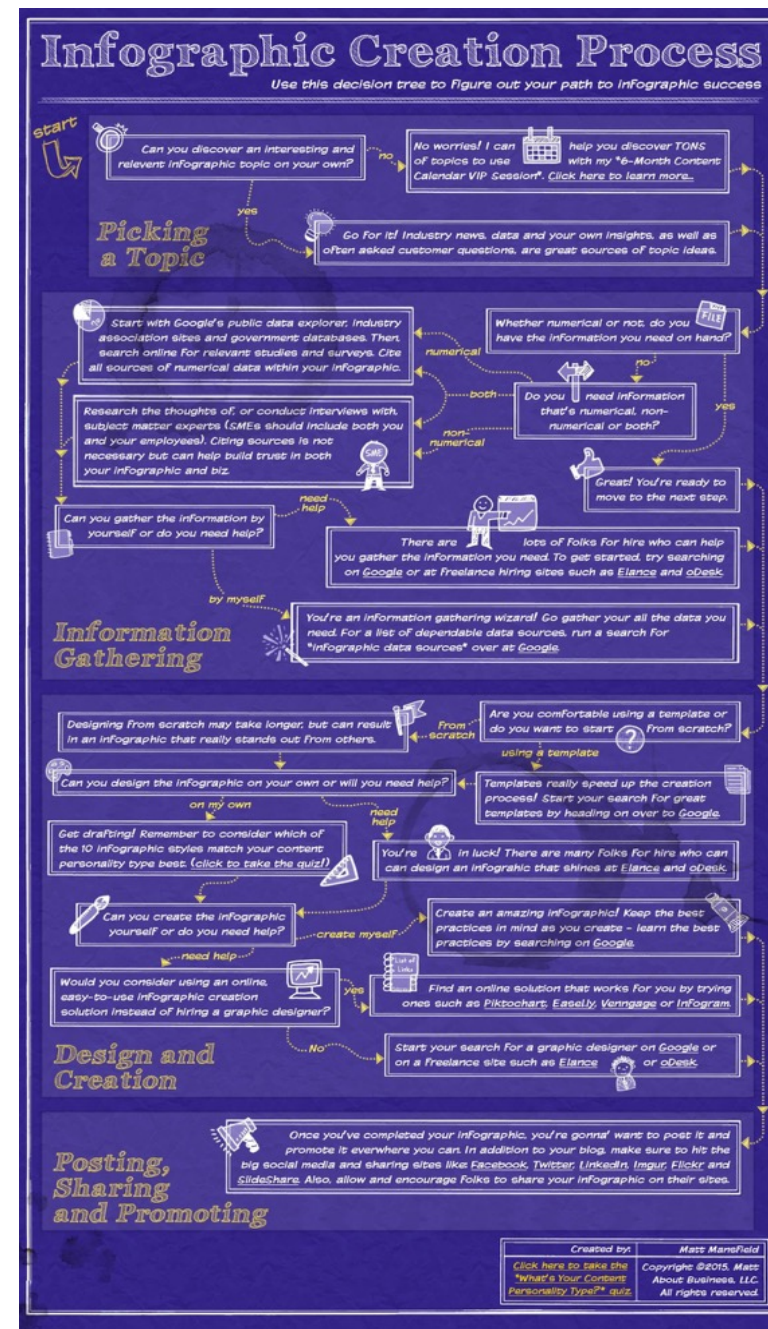 Infographic Creation Process
Use this decision tree to figure out your path to infographic success
start
Can you discover an interesting and
relevent infographic topic on your own?
no
No worries! I can help you discover TONS
of topics to use with my "6-Month Content
Calendar VIP Session". Click here to learn more...
yes
Picking
a Topic
Go for it! Industry news, data and your own insights, as well as
often asked customer questions, are great sources of topic ideas.
Whether numerical or not, do you
have the information you need on hand?
FILE
no
yes
Do you need information
that's numerical, non-
numerical or both?
numerical
both
non-
numerical
Start with Google's public data explorer, industry
association sites and government databases. Then,
search online for relevant studies and surveys. Cite
all sources of numerical data within your infographic.
Research the thoughts of, or conduct interviews with,
subject matter experts (SMEs should include both you
and your employees). Citing sources is not
necessary but can help build trust in both
your infographic and biz.
SME
Great! You're ready to
move to the next step.
Can you gather the information by
yourself or do you need help?
need
help
There are lots of folks for hire who can help
you gather the information you need. To get started, try searching
on Google or at freelance hiring sites such as Elance and oDesk.
by myself
You're an information gathering wizard! Go gather your all the data you
need. For a list of dependable data sources, run a search for
"infographic data sources" over at Google.
Information
Gathering
Are you comfortable using a template or
do you want to start from scratch?
?
from
scratch
using a template
Designing from scratch may take longer, but can result
in an infographic that really stands out from others.
Templates really speed up the creation
process! Start your search for great
templates by heading on over to Google.
Can you design the infographic on your own or will you need help?
on my own
need
help
Get drafting! Remember to consider which of
the 10 infographic styles match your content
personality type best. (click to take the quiz!)
You're in luck! There are many folks for hire who can
can design an infograhic that shines at Elance and oDesk.
Can you create the infographic
yourself or do you need help?
create myself
Create an amazing infographic! Keep the best
practices in mind as you create - learn the best
practices by searching on Google.
need help
Would you consider using an online,
easy-to-use infographic creation
solution instead of hiring a graphic designer?
yes
List of
Links
Find an online solution that works for you by trying
ones such as Piktochart, Easel.ly, Venngage or Infogram.
No
Start your search for a graphic designer on Google or
on a freelance site such as Elance or oDesk.
Design and
Creation
Once you've completed your infographic, you're gonna' want to post it and
promote it everwhere you can. In addition to your blog, make sure to hit the
big social media and sharing sites like: Facebook, Twitter, LinkedIn, Imgur, Flickr and
SlideShare. Also, allow and encourage folks to share your infographic on their sites.
Posting,
Sharing
and Promoting
Created by: Matt Mansfield
Click here to take the
"What's Your Content
Personality Type?" quiz.
Copyright ©2015, Matt
About Business, LLC.
All rights reserved.